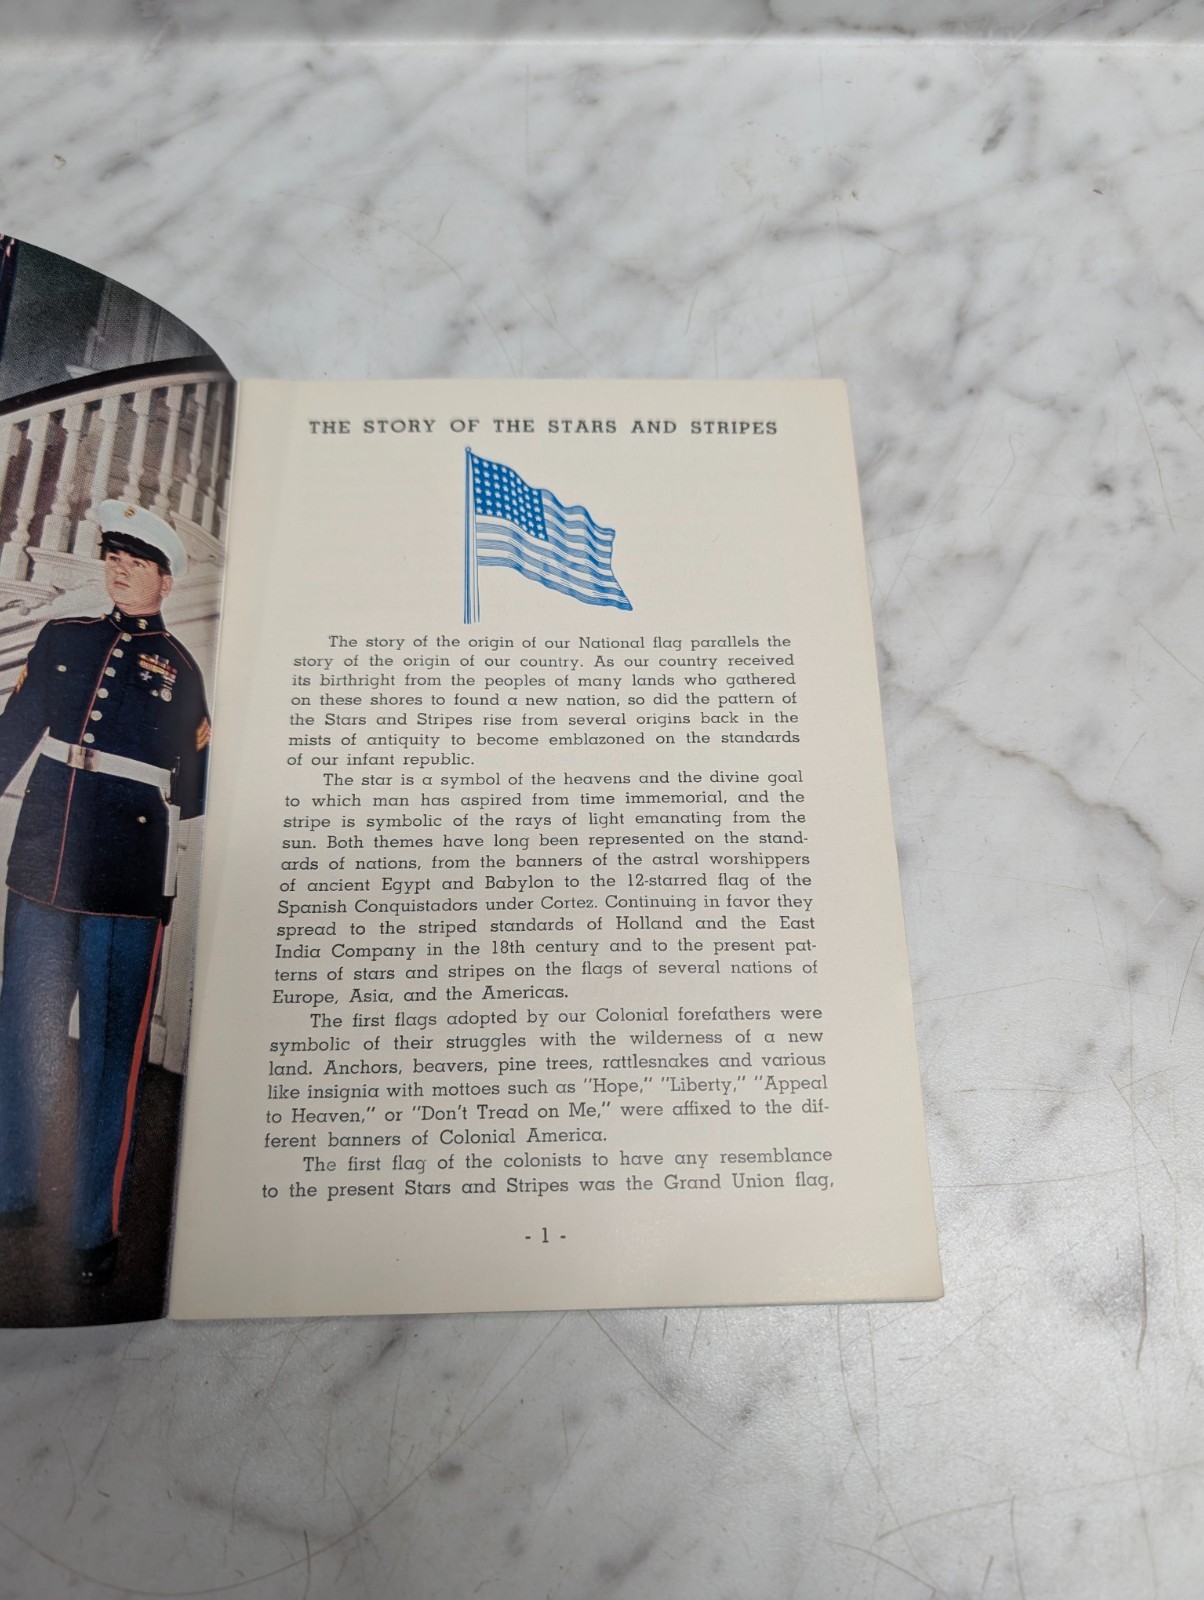 THE STORY OF THE STARS AND STRIPES
The story of the origin of our National flag parallels the
story of the origin of our country. As our country received
its birthright from the peoples of many lands who gathered
on these shores to found a new nation, so did the pattern of
the Stars and Stripes rise from several origins back in the
mists of antiquity to become emblazoned on the standards
of our infant republic.
The star is a symbol of the heavens and the divine goal
to which man has aspired from time immemorial, and the
stripe is symbolic of the rays of light emanating from the
sun. Both themes have long been represented on the stand-
ards of nations, from the banners of the astral worshippers
of ancient Egypt and Babylon to the 12-starred flag of the
Spanish Conquistadors under Cortez. Continuing in favor they
spread to the striped standards of Holland and the East
India Company in the 18th century and to the present pat-
terns of stars and stripes on the flags of several nations of
Europe, Asia, and the Americas.
The first flags adopted by our Colonial forefathers were
symbolic of their struggles with the wilderness of a new
land. Anchors, beavers, pine trees, rattlesnakes and various
like insignia with mottoes such as "Hope," "Liberty," "Appeal
to Heaven," or "Don't Tread on Me," were affixed to the dif-
ferent banners of Colonial America.
The first flag of the colonists to have any resemblance
to the present Stars and Stripes was the Grand Union flag,
- 1 -